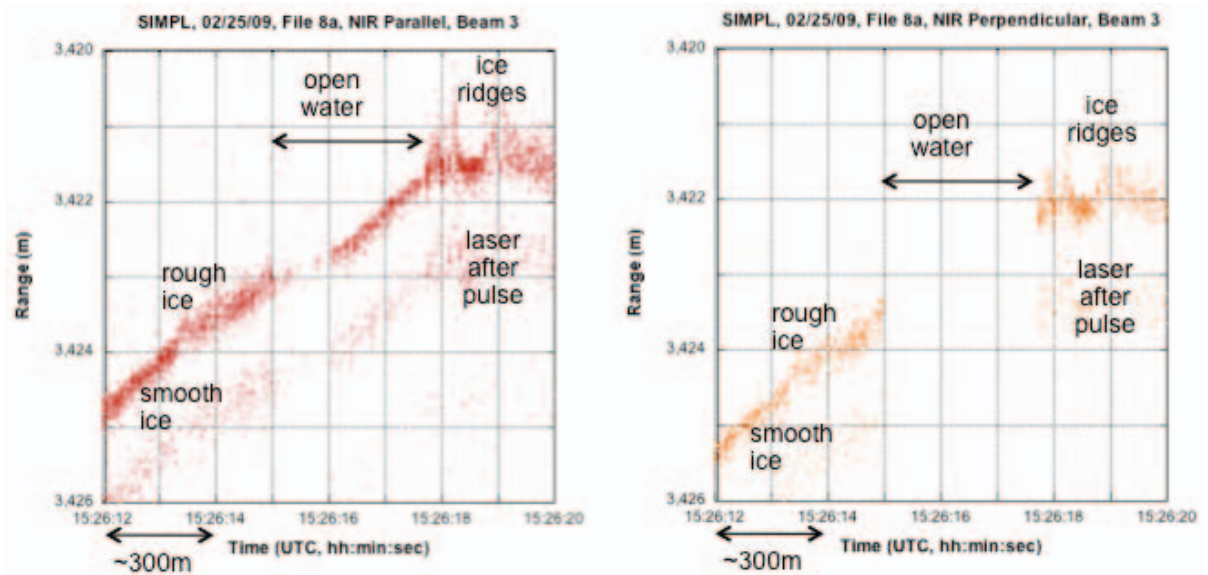 SIMPL, 02/25/09, File 8a, NIR Parallel, Beam 3
3,420
3,422
3,424
3,426
Range (m)
open
water
ice
ridges
rough
ice
laser
after
pulse
smooth
ice
15:26:12
15:26:14
15:26:16
15:26:18
15:26:20
Time (UTC, hh:min:sec)
~300m
SIMPL, 02/25/09, File 8a, NIR Perpendicular, Beam 3
3,420
3,422
3,424
3,426
Range (m)
open
water
ice
ridges
rough
ice
laser
after
pulse
smooth
ice
15:26:12
15:26:14
15:26:16
15:26:18
15:26:20
Time (UTC, hh:min:sec)
~300m